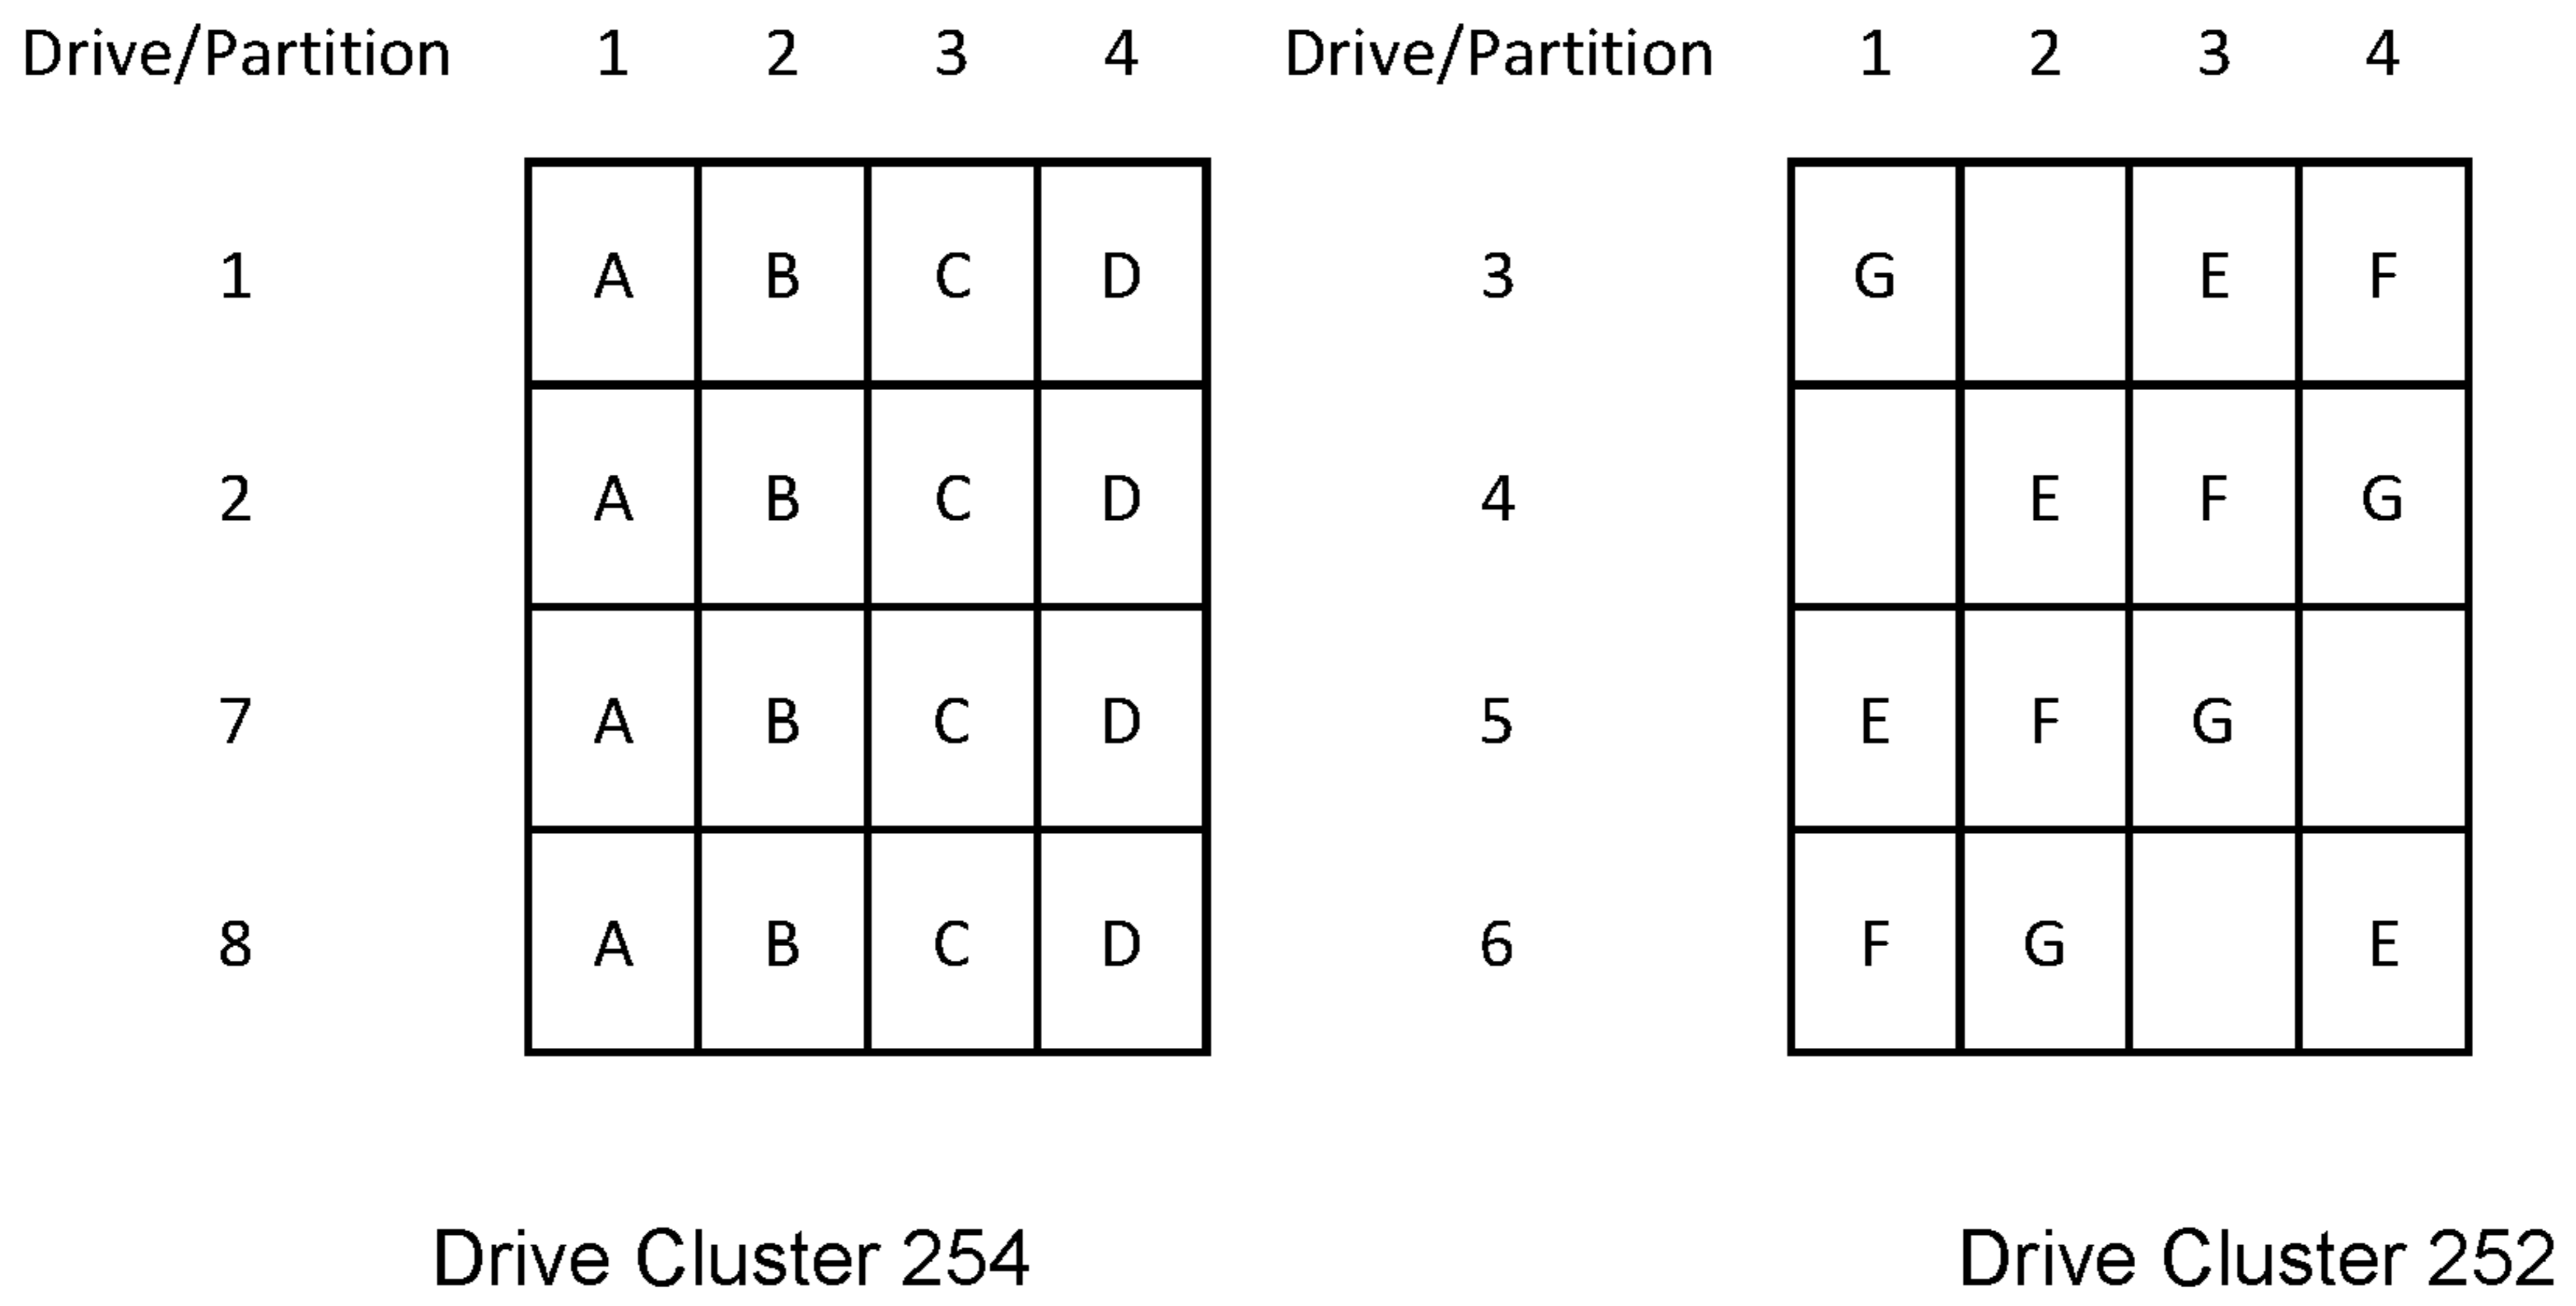 Drive/Partition 1 2 3 4 Drive/Partition 1 2 3 4
1 A B C D 3 G E F
2 A B C D 4 E F G
7 A B C D 5 E F G
8 A B C D 6 F G E
Drive Cluster 254 Drive Cluster 252